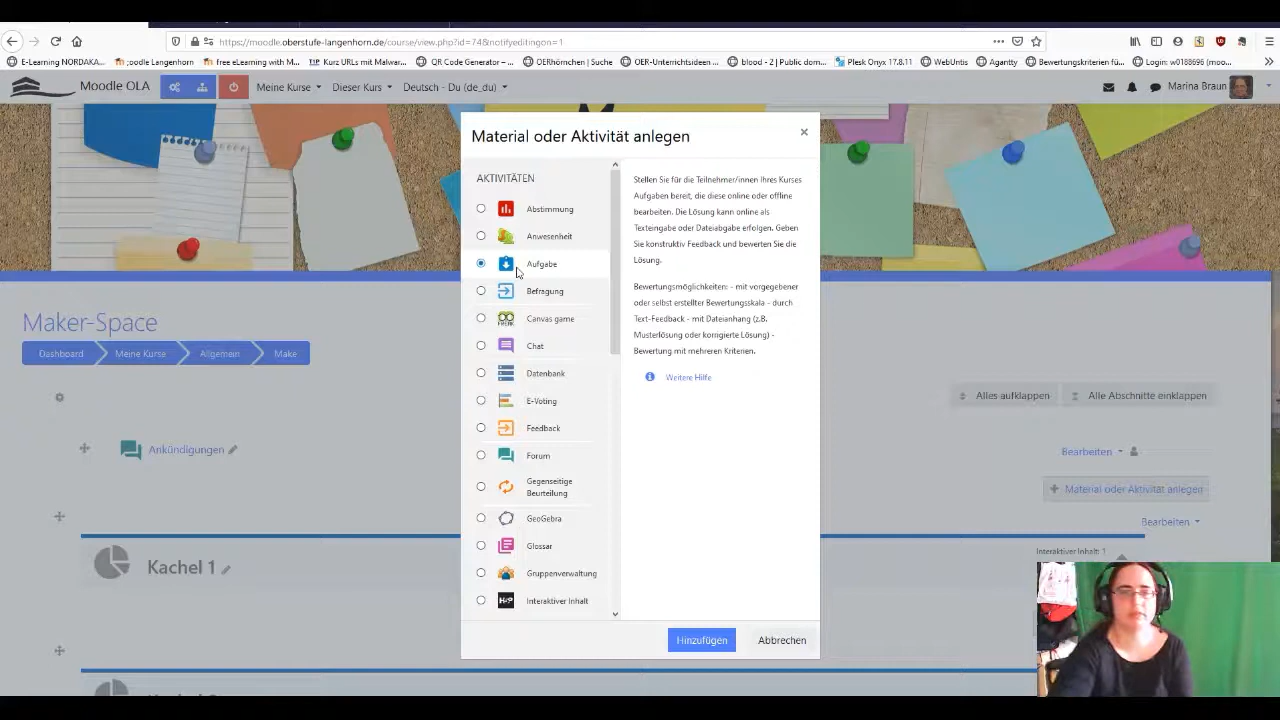 https://moodle.oberstufe-langenhorn.de/course/view.php?id=748&notifyeditingon=1
E-Learning NORDAKA... ;oodle Langenhorn free eLearning with M... Kurz URLs mit Malwar... QR Code Generator – ... OERhörnchen | Suche OER-Unterrichtsideen ... blood - 2 | Public dom... Plesk Onyx 17.8.11 WebUntis Agantty Bewertungskriterien für... Login: w0188696 (moo...
Moodle OLA Meine Kurse Dieser Kurs Deutsch - Du (de_du) Marina Braun
Material oder Aktivität anlegen
AKTIVITÄTEN
Abstimmung
Anwesenheit
Aufgabe
Befragung
Canvas game
Chat
Datenbank
E-Voting
Feedback
Forum
Gegenseitige
Beurteilung
GeoGebra
Glossar
Gruppenverwaltung
H5P Interaktiver Inhalt
Stellen Sie für die Teilnehmer/innen Ihres Kurses
Aufgaben bereit, die diese online oder offline
bearbeiten. Die Lösung kann online als
Texteingabe oder Dateiabgabe erfolgen. Geben
Sie konstruktiv Feedback und bewerten Sie die
Lösung.
Bewertungsmöglichkeiten: - mit vorgegebener
oder selbst erstellter Bewertungsskala - durch
Text-Feedback - mit Dateianhang (z.B.
Musterlösung oder korrigierte Lösung) -
Bewertung mit mehreren Kriterien.
Weitere Hilfe
Hinzufügen Abbrechen
Maker-Space
Dashboard Meine Kurse Allgemein Make
Alles aufklappen Alle Abschnitte einklappen
Ankündigungen Bearbeiten
Material oder Aktivität anlegen
Bearbeiten
Kachel 1
Interaktiver Inhalt: 1